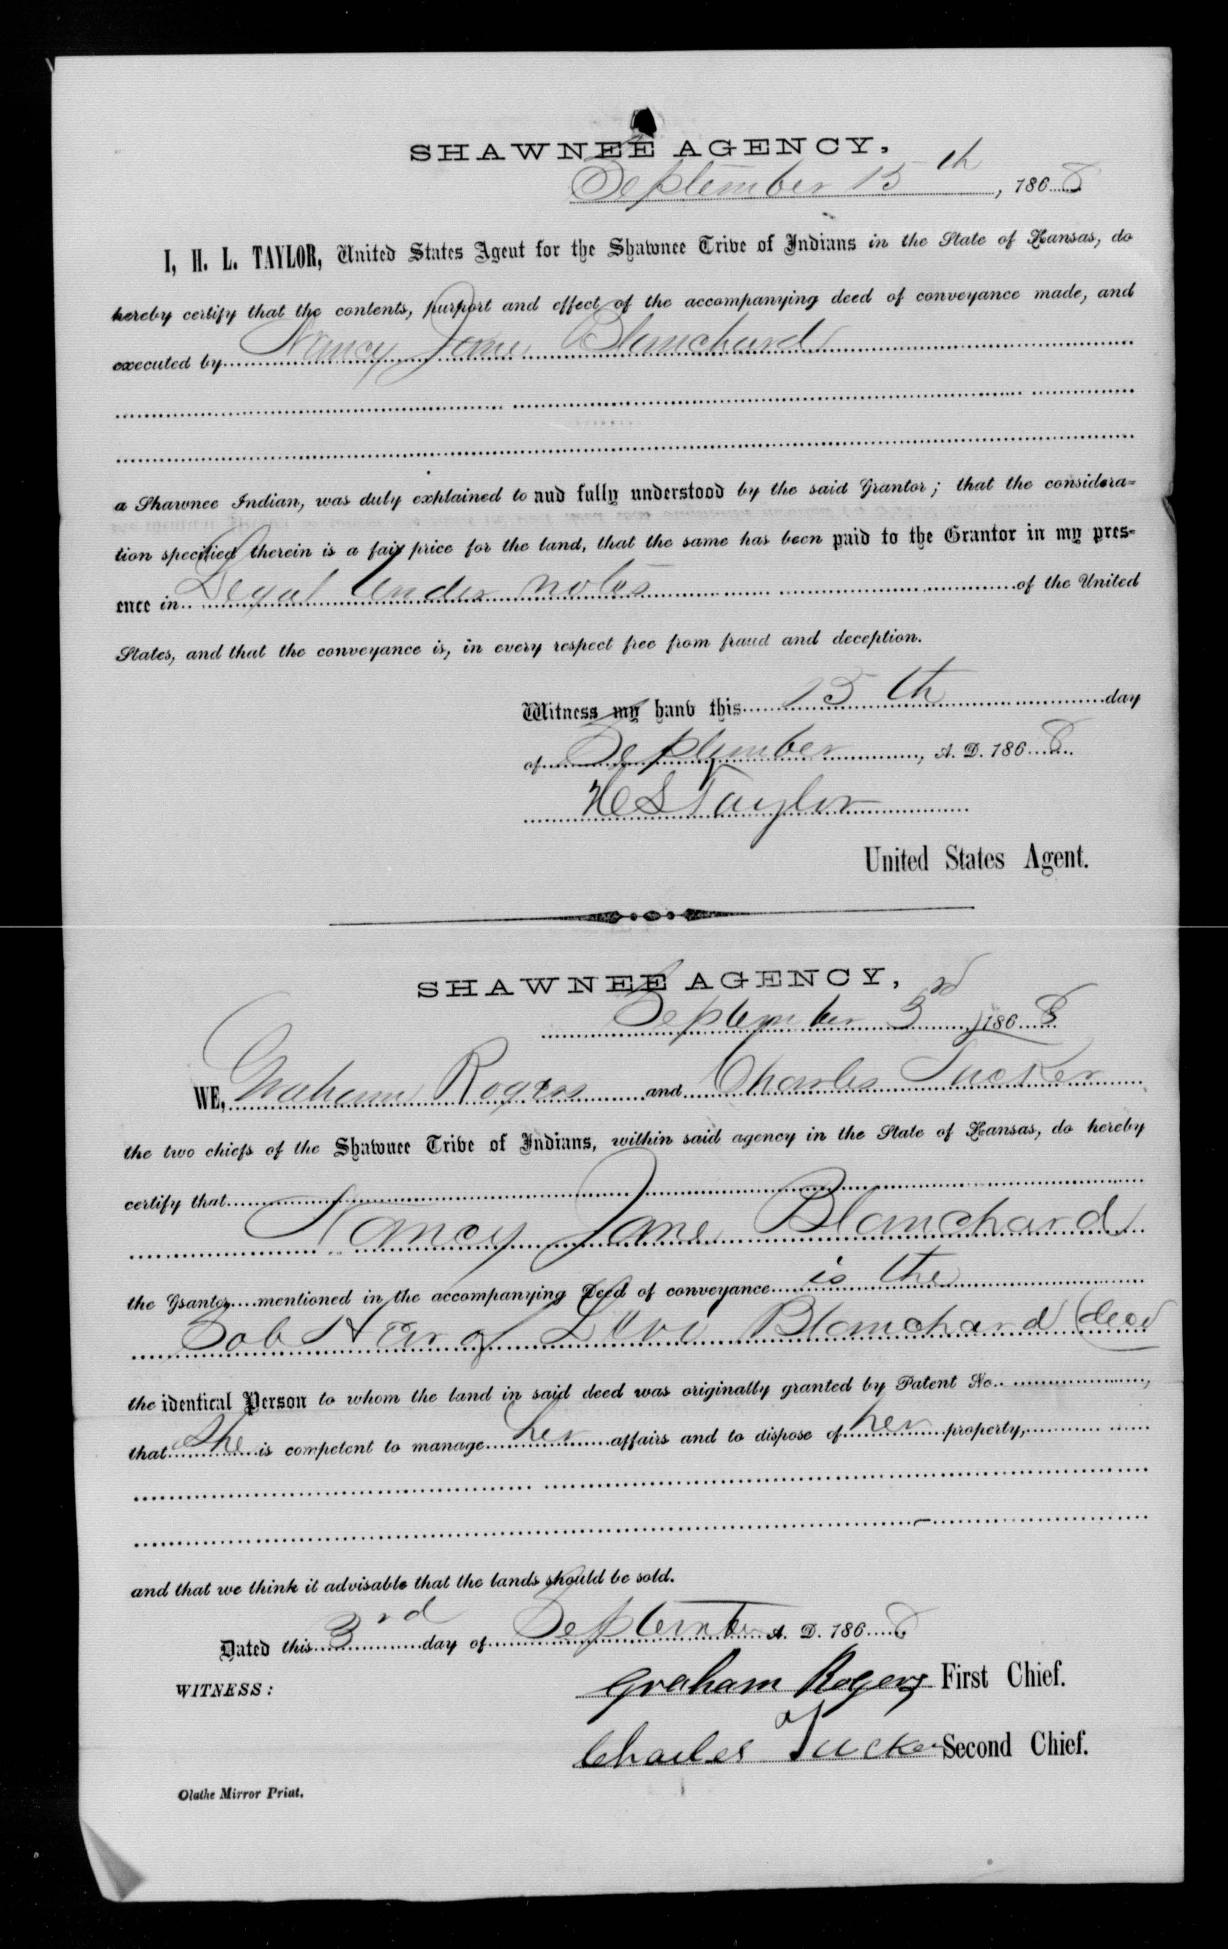 SHAWNEE AGENCY,
September 15th, 1868
I, H. L. TAYLOR, United States Agent for the Shawnee Tribe of Indians in the State of Kansas, do
hereby certify that the contents, purport and effect of the accompanying deed of conveyance made, and
executed by Nancy Jane Blanchard
a Shawnee Indian, was duly explained to and fully understood by the said Grantor; that the considera=
tion specified therein is a fair price for the land, that the same has been paid to the Grantor in my pres=
ence in Legal tender notes of the United
States, and that the conveyance is, in every respect free from fraud and deception.
Witness my hand this 15th day
of September, A. D. 1868
H L Taylor
United States Agent.
SHAWNEE AGENCY,
September 3rd, 1868
WE, Graham Rogers and Charles Tucker
the two chiefs of the Shawnee Tribe of Indians, within said agency in the State of Kansas, do hereby
certify that
Nancy Jane Blanchard
the Grantor mentioned in the accompanying Deed of conveyance is the
Sole Heir of Levi Blanchard decd
the identical Person to whom the land in said deed was originally granted by Patent No. ,
that she is competent to manage her affairs and to dispose of her property,
and that we think it advisable that the lands should be sold.
Dated this 3rd day of September A. D. 1868
WITNESS:
Graham Rogers First Chief.
Charles Tucker Second Chief.
Olathe Mirror Print.